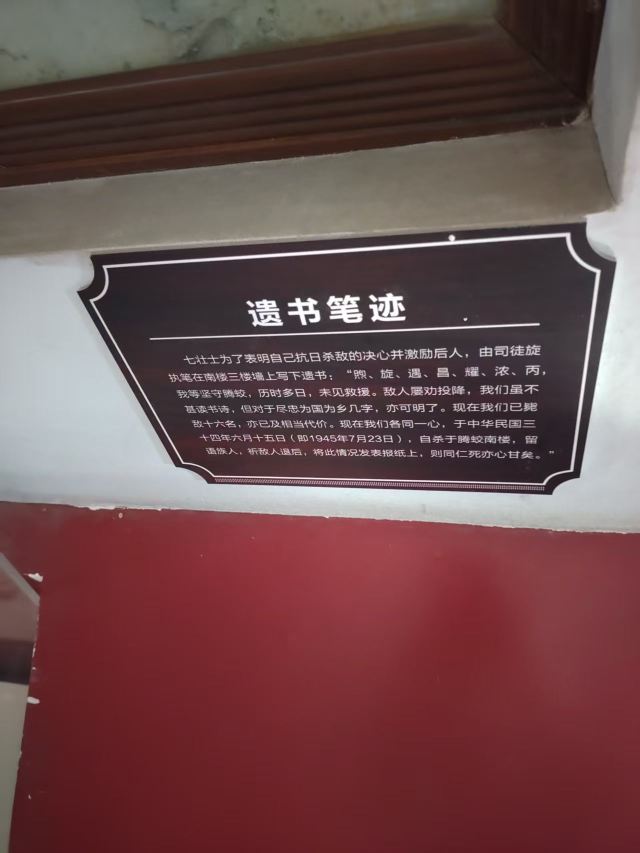 遗书笔迹
七壮士为了表明自己抗日杀敌的决心并激励后人，由司徒旋
执笔在南楼三楼墙上写下遗书：“煦、旋、遇、昌、耀、浓、丙，
我等坚守腾蛟，历时多日，未见救援。敌人屡劝投降，我们虽不
甚读书诗，但对于尽忠为国为乡几字，亦可明了。现在我们已毙
敌十六名，亦已及相当代价。现在我们各同一心，于中华民国三
十四年六月十五日（即1945年7月23日），自杀于腾蛟南楼，留
语族人，祈敌人退后，将此情况发表报纸上，则同仁死亦心甘矣。”